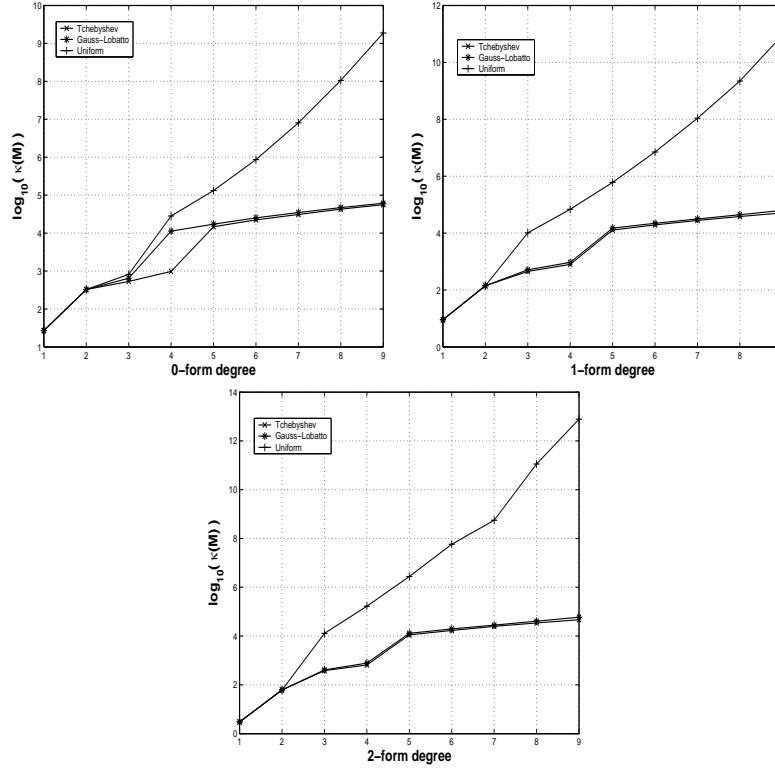 10
9
8
7
6
5
4
3
2
1
log10( κ(M) )
Tchebyshev
Gauss-Lobatto
Uniform
1 2 3 4 5 6 7 8 9
0-form degree
12
10
8
6
4
2
0
log10( κ(M) )
Tchebyshev
Gauss-Lobatto
Uniform
1 2 3 4 5 6 7 8
1-form degree
14
12
10
8
6
4
2
0
log10( κ(M) )
Tchebyshev
Gauss-Lobatto
Uniform
1 2 3 4 5 6 7 8 9
2-form degree